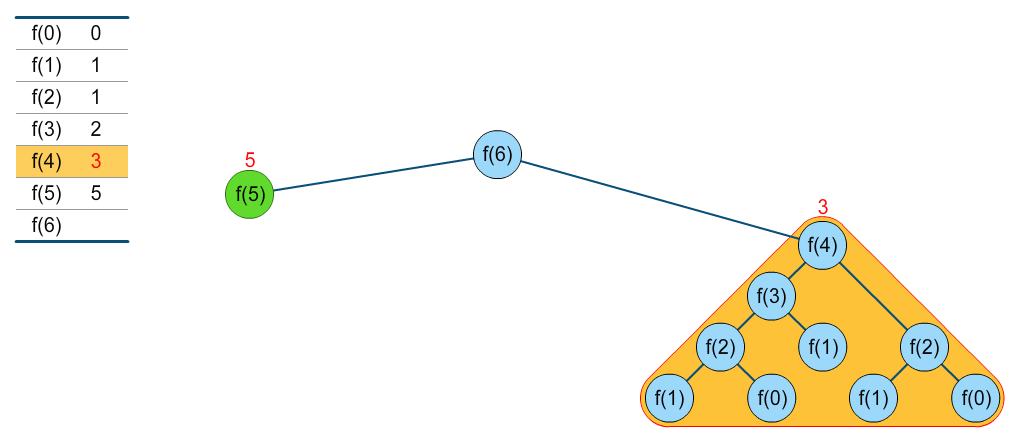 f(0) 0
f(1) 1
f(2) 1
f(3) 2
f(4) 3
f(5) 5
f(6)
f(6)
5
f(5)
3
f(4)
f(3)
f(2) f(1) f(2)
f(1) f(0) f(1) f(0)